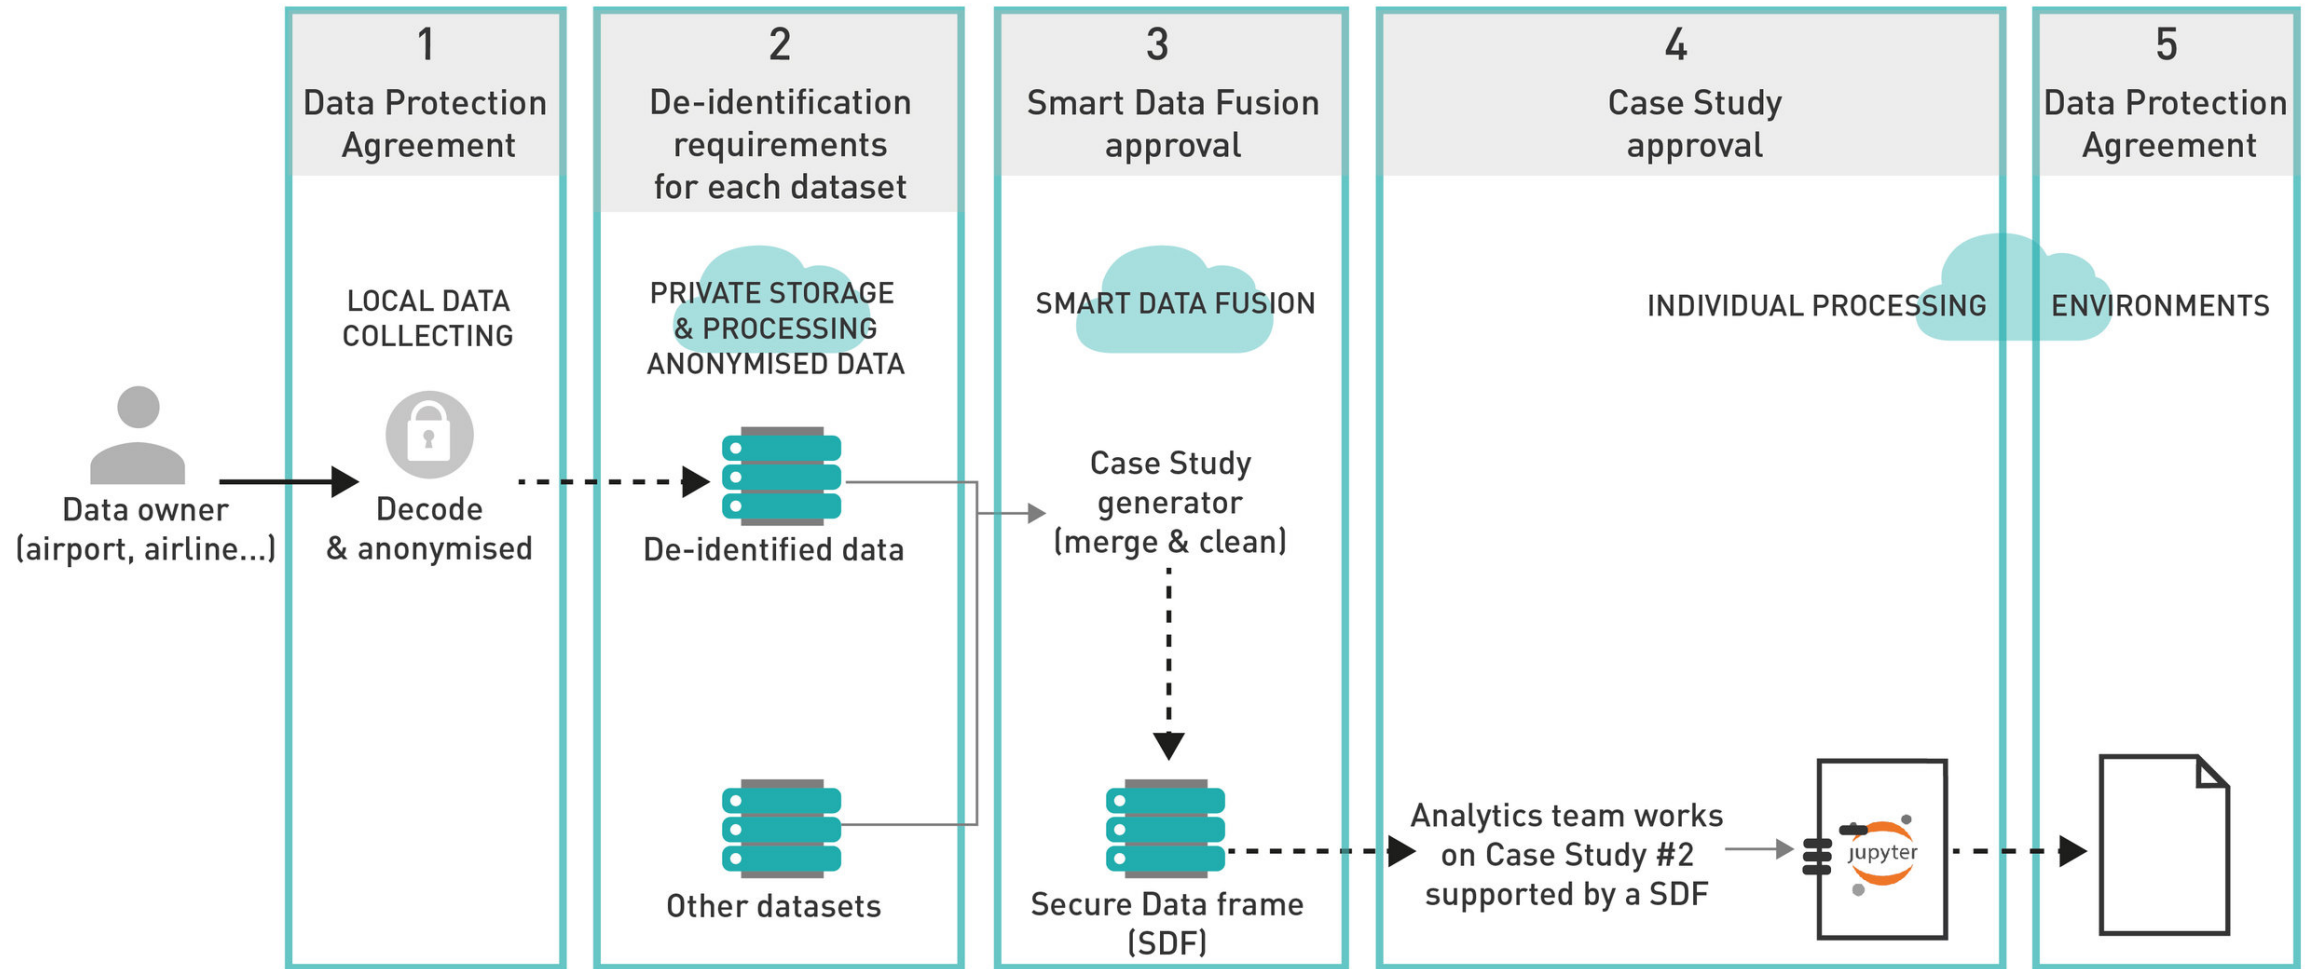 1
Data Protection
Agreement
2
De-identification
requirements
for each dataset
3
Smart Data Fusion
approval
4
Case Study
approval
5
Data Protection
Agreement
LOCAL DATA
COLLECTING
PRIVATE STORAGE
& PROCESSING
ANONYMISED DATA
SMART DATA FUSION
INDIVIDUAL PROCESSING ENVIRONMENTS
Data owner
(airport, airline...)
Decode
& anonymised
De-identified data
Case Study
generator
(merge & clean)
Other datasets
Secure Data frame
(SDF)
Analytics team works
on Case Study #2
supported by a SDF
jupyter